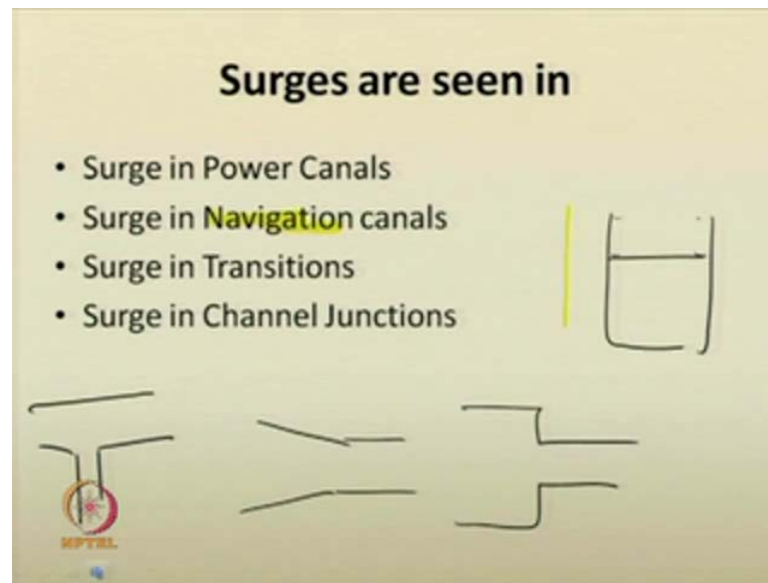 Surges are seen in
• Surge in Power Canals
• Surge in Navigation canals
• Surge in Transitions
• Surge in Channel Junctions
NPTEL